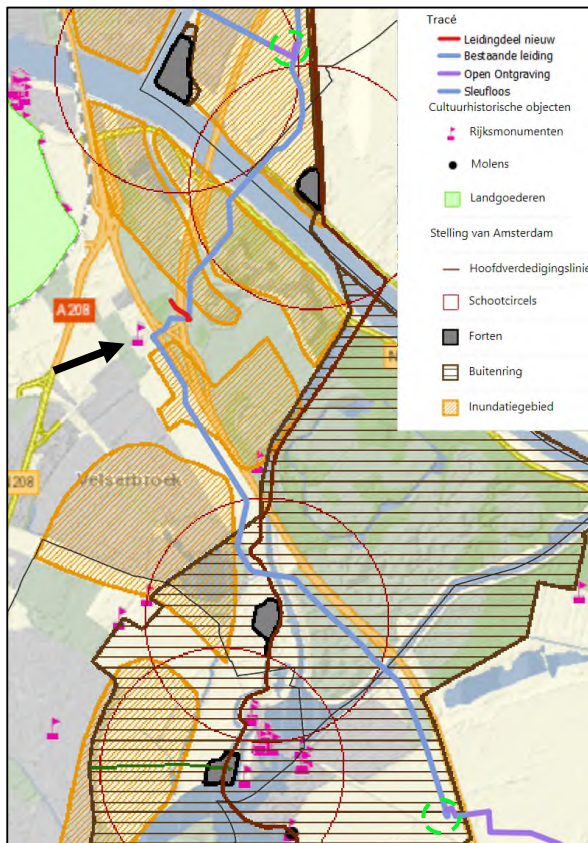 Tracé
Leidingdeel nieuw
Bestaande leiding
Open Ontgraving
Sleufloos
Cultuurhistorische objecten
Rijksmonumenten
Molens
Landgoederen
Stelling van Amsterdam
Hoofdverdedigingslinie
Schootcircels
Forten
Buitenring
Inundatiegebied
A208
N
Velserbroek
208